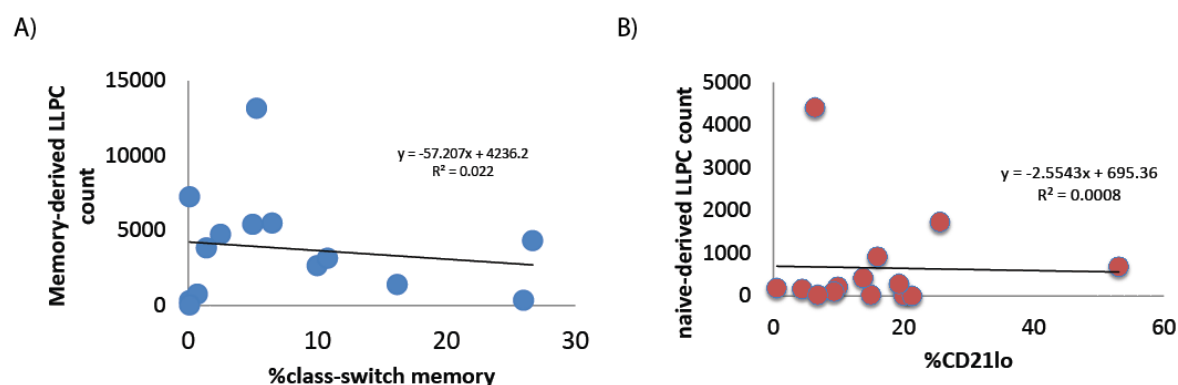 A)
Memory-derived LLPC
count
15000
10000
5000
0
y = -57.207x + 4236.2
R² = 0.022
0 10 20 30
%class-switch memory
B)
naive-derived LLPC count
5000
4000
3000
2000
1000
0
y = -2.5543x + 695.36
R² = 0.0008
0 20 40 60
%CD21lo